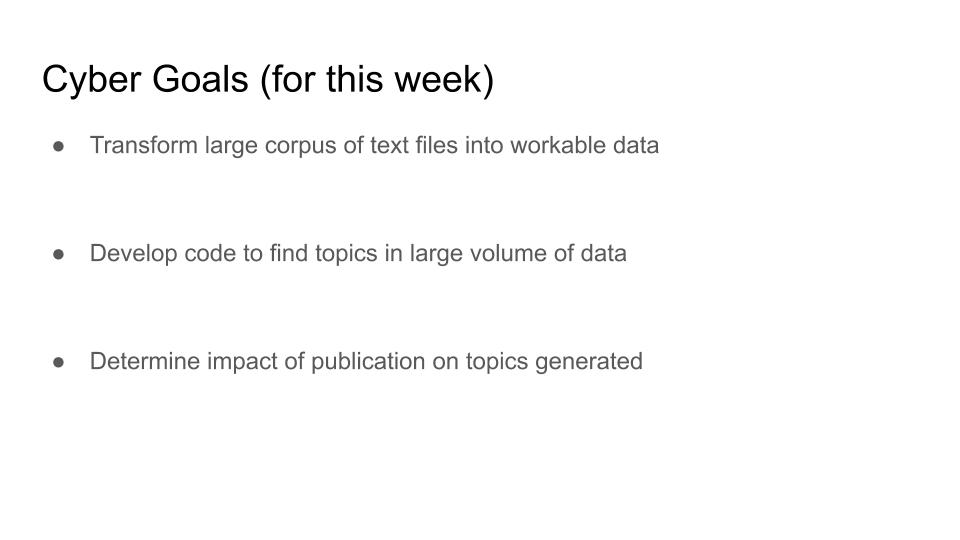 Cyber Goals (for this week)
● Transform large corpus of text files into workable data
● Develop code to find topics in large volume of data
● Determine impact of publication on topics generated